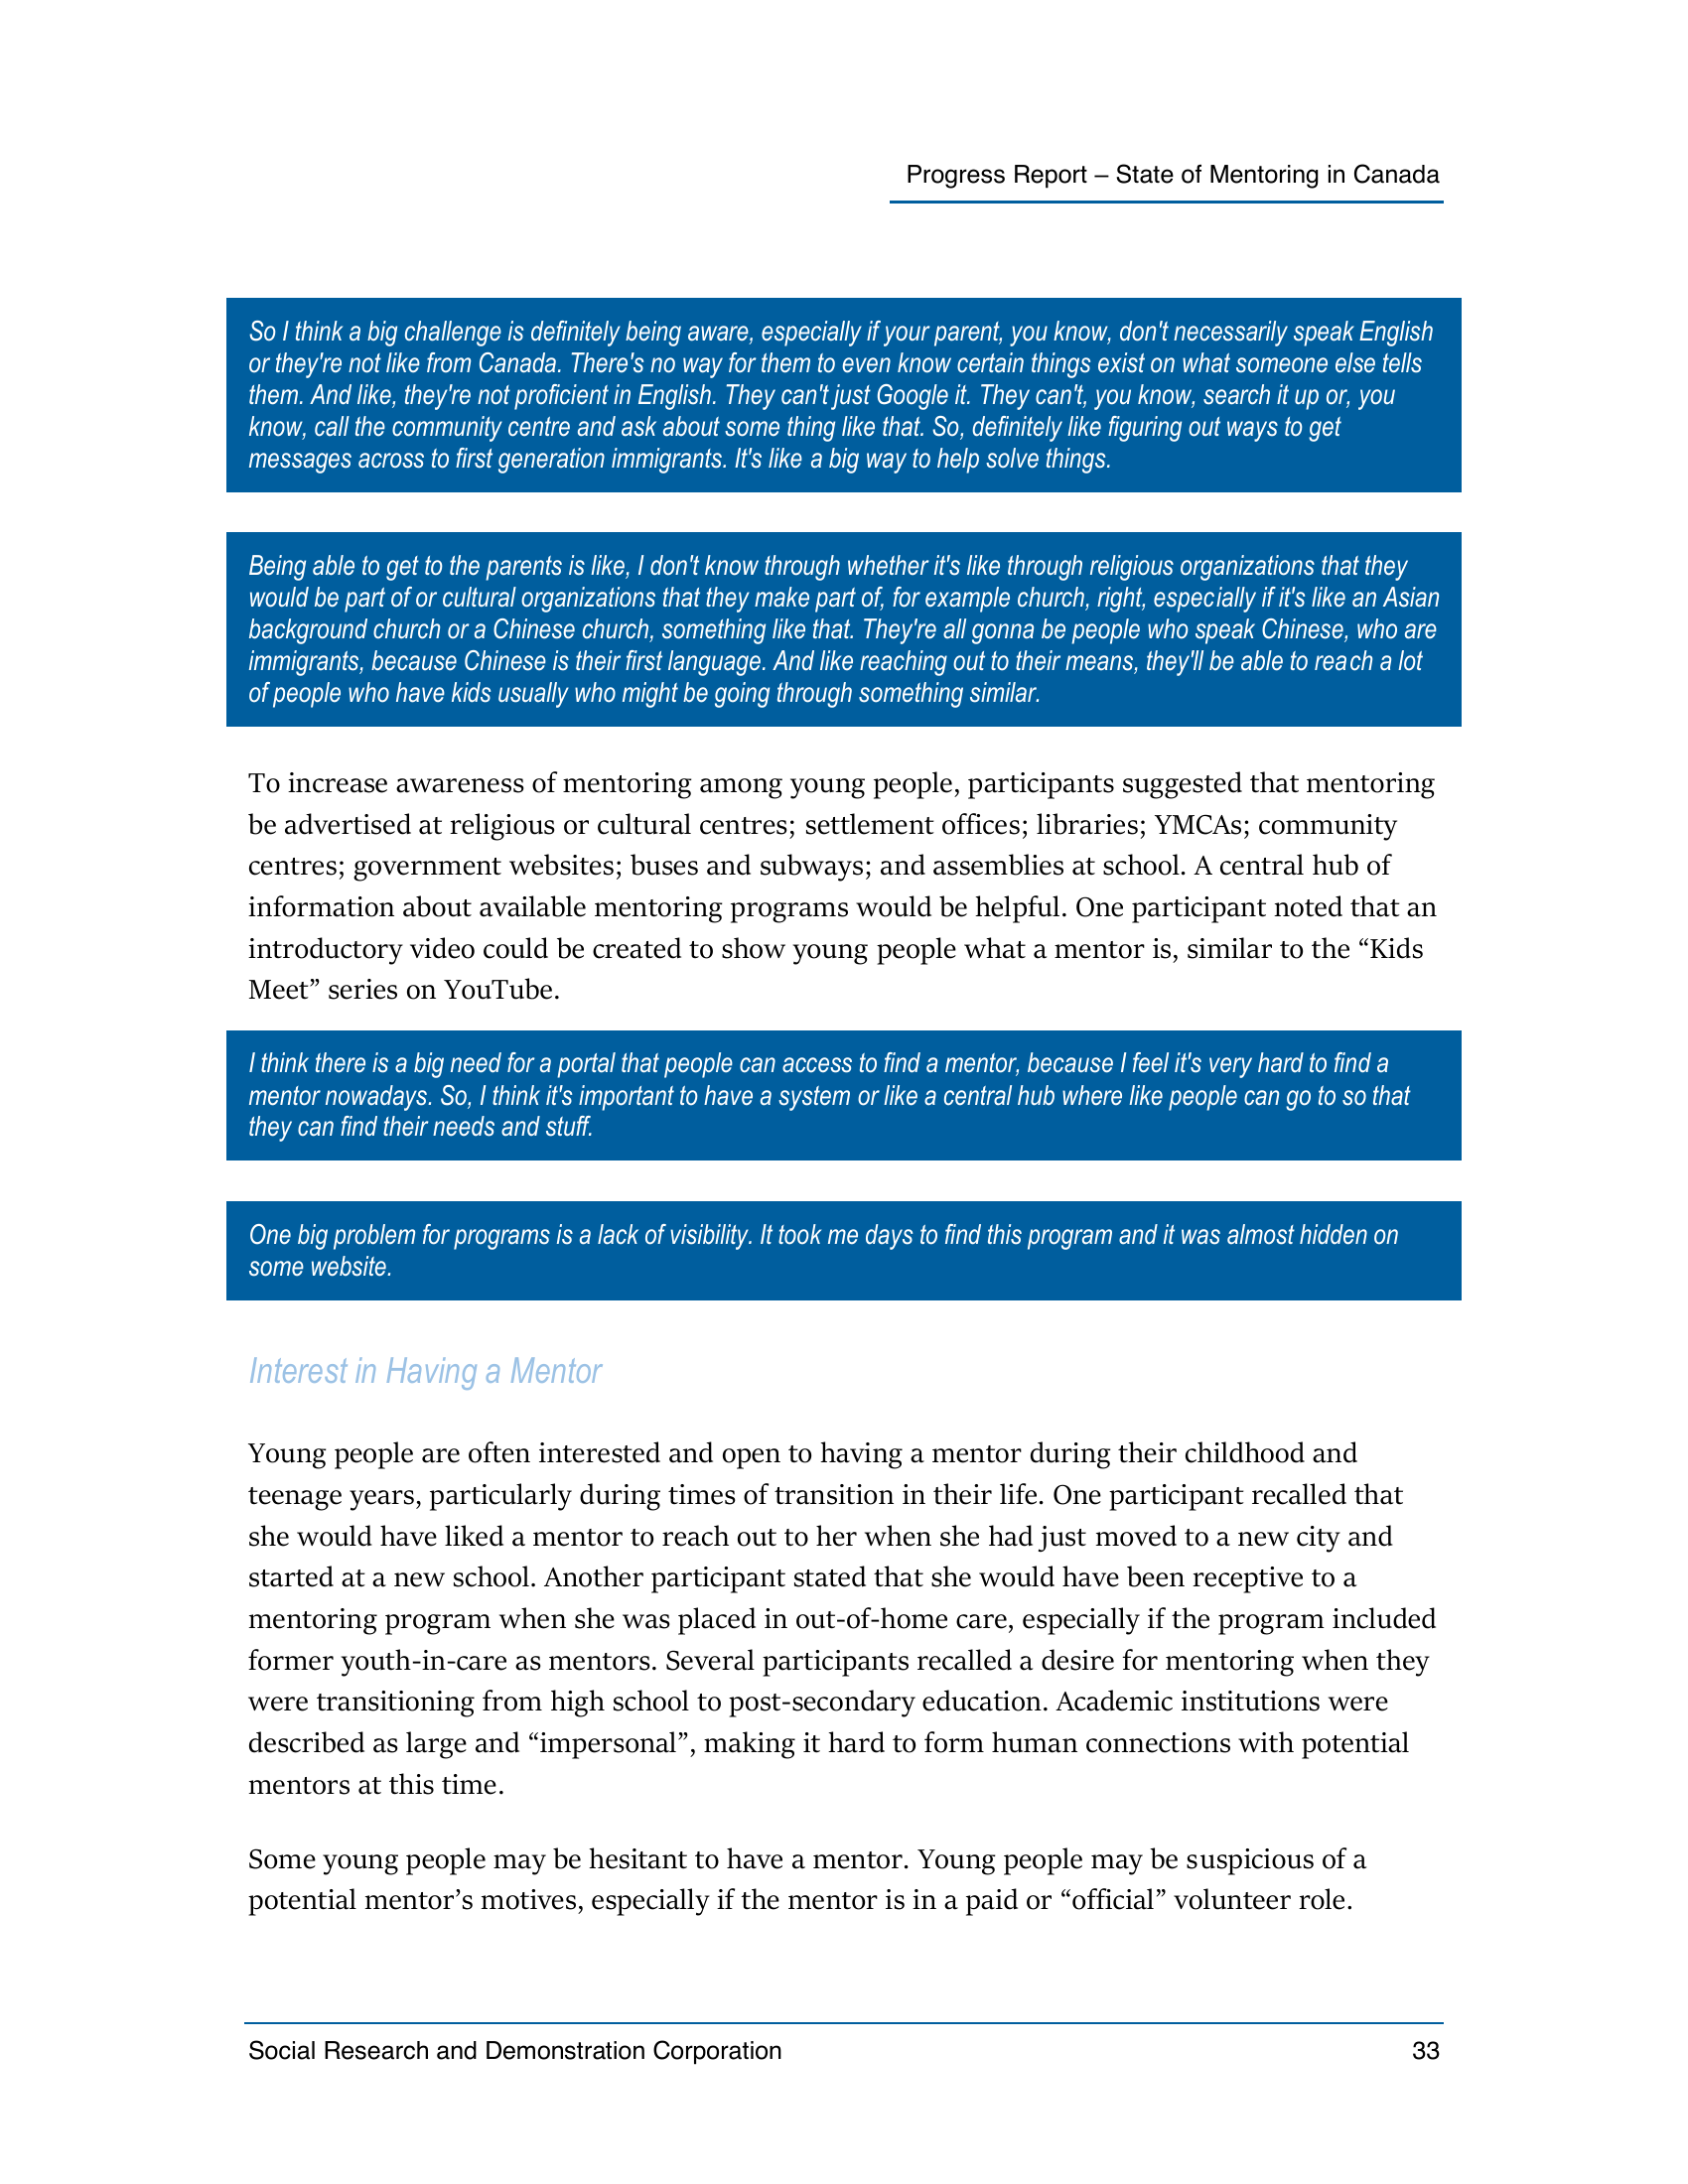 Progress Report – State of Mentoring in Canada
So I think a big challenge is definitely being aware, especially if your parent, you know, don't necessarily speak English
or they're not like from Canada. There's no way for them to even know certain things exist on what someone else tells
them. And like, they're not proficient in English. They can't just Google it. They can't, you know, search it up or, you
know, call the community centre and ask about some thing like that. So, definitely like figuring out ways to get
messages across to first generation immigrants. It's like a big way to help solve things.
Being able to get to the parents is like, I don't know through whether it's like through religious organizations that they
would be part of or cultural organizations that they make part of, for example church, right, especially if it's like an Asian
background church or a Chinese church, something like that. They're all gonna be people who speak Chinese, who are
immigrants, because Chinese is their first language. And like reaching out to their means, they'll be able to reach a lot
of people who have kids usually who might be going through something similar.
To increase awareness of mentoring among young people, participants suggested that mentoring
be advertised at religious or cultural centres; settlement offices; libraries; YMCAs; community
centres; government websites; buses and subways; and assemblies at school. A central hub of
information about available mentoring programs would be helpful. One participant noted that an
introductory video could be created to show young people what a mentor is, similar to the “Kids
Meet” series on YouTube.
I think there is a big need for a portal that people can access to find a mentor, because I feel it's very hard to find a
mentor nowadays. So, I think it's important to have a system or like a central hub where like people can go to so that
they can find their needs and stuff.
One big problem for programs is a lack of visibility. It took me days to find this program and it was almost hidden on
some website.
Interest in Having a Mentor
Young people are often interested and open to having a mentor during their childhood and
teenage years, particularly during times of transition in their life. One participant recalled that
she would have liked a mentor to reach out to her when she had just moved to a new city and
started at a new school. Another participant stated that she would have been receptive to a
mentoring program when she was placed in out-of-home care, especially if the program included
former youth-in-care as mentors. Several participants recalled a desire for mentoring when they
were transitioning from high school to post-secondary education. Academic institutions were
described as large and “impersonal”, making it hard to form human connections with potential
mentors at this time.
Some young people may be hesitant to have a mentor. Young people may be suspicious of a
potential mentor’s motives, especially if the mentor is in a paid or “official” volunteer role.
Social Research and Demonstration Corporation
33